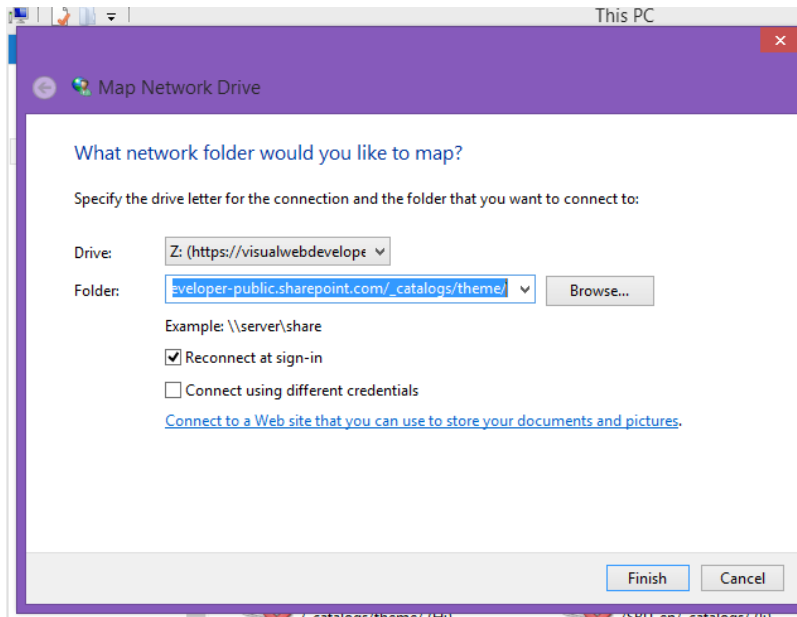 This PC
Map Network Drive
What network folder would you like to map?
Specify the drive letter for the connection and the folder that you want to connect to:
Drive: Z: (https://visualwebdevelope
Folder: eveloper-public.sharepoint.com/_catalogs/theme/ Browse...
Example: \\server\share
Reconnect at sign-in
Connect using different credentials
Connect to a Web site that you can use to store your documents and pictures.
Finish Cancel